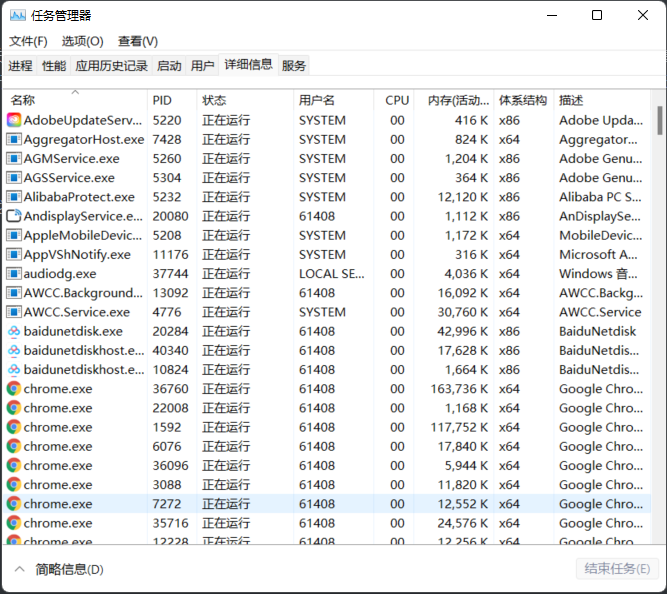 任务管理器
文件(F) 选项(O) 查看(V)
进程 性能 应用历史记录 启动 用户 详细信息 服务
名称 PID 状态 用户名 CPU 内存(活动... 体系结构 描述
AdobeUpdateServ... 5220 正在运行 SYSTEM 00 416 K x86 Adobe Upda...
AggregatorHost.exe 7428 正在运行 SYSTEM 00 824 K x64 Aggregator...
AGMService.exe 5260 正在运行 SYSTEM 00 1,204 K x86 Adobe Genu...
AGSService.exe 5304 正在运行 SYSTEM 00 364 K x86 Adobe Genu...
AlibabaProtect.exe 5232 正在运行 SYSTEM 00 12,120 K x86 Alibaba PC S...
AndisplayService.e... 20080 正在运行 61408 00 1,112 K x86 AnDisplaySe...
AppleMobileDevic... 5208 正在运行 SYSTEM 00 1,172 K x64 MobileDevic...
AppVShNotify.exe 11176 正在运行 SYSTEM 00 316 K x64 Microsoft A...
audiodg.exe 37744 正在运行 LOCAL SE... 00 4,036 K x64 Windows 音...
AWCC.Background... 13092 正在运行 61408 00 16,092 K x64 AWCC.Backg...
AWCC.Service.exe 4776 正在运行 SYSTEM 00 30,760 K x64 AWCC.Service
baidunetdisk.exe 20284 正在运行 61408 00 42,996 K x86 BaiduNetdisk
baidunetdiskhost.e... 40340 正在运行 61408 00 17,628 K x86 BaiduNetdis...
baidunetdiskhost.e... 10824 正在运行 61408 00 1,664 K x86 BaiduNetdis...
chrome.exe 36760 正在运行 61408 00 163,736 K x64 Google Chro...
chrome.exe 22008 正在运行 61408 00 1,168 K x64 Google Chro...
chrome.exe 1592 正在运行 61408 00 117,752 K x64 Google Chro...
chrome.exe 6076 正在运行 61408 00 17,840 K x64 Google Chro...
chrome.exe 36096 正在运行 61408 00 5,944 K x64 Google Chro...
chrome.exe 3088 正在运行 61408 00 11,820 K x64 Google Chro...
chrome.exe 7272 正在运行 61408 00 12,552 K x64 Google Chro...
chrome.exe 35716 正在运行 61408 00 24,576 K x64 Google Chro...
chrome.exe 12228 正在运行 61408 00 12,256 K x64 Google Chro...
简略信息(D) 结束任务(E)